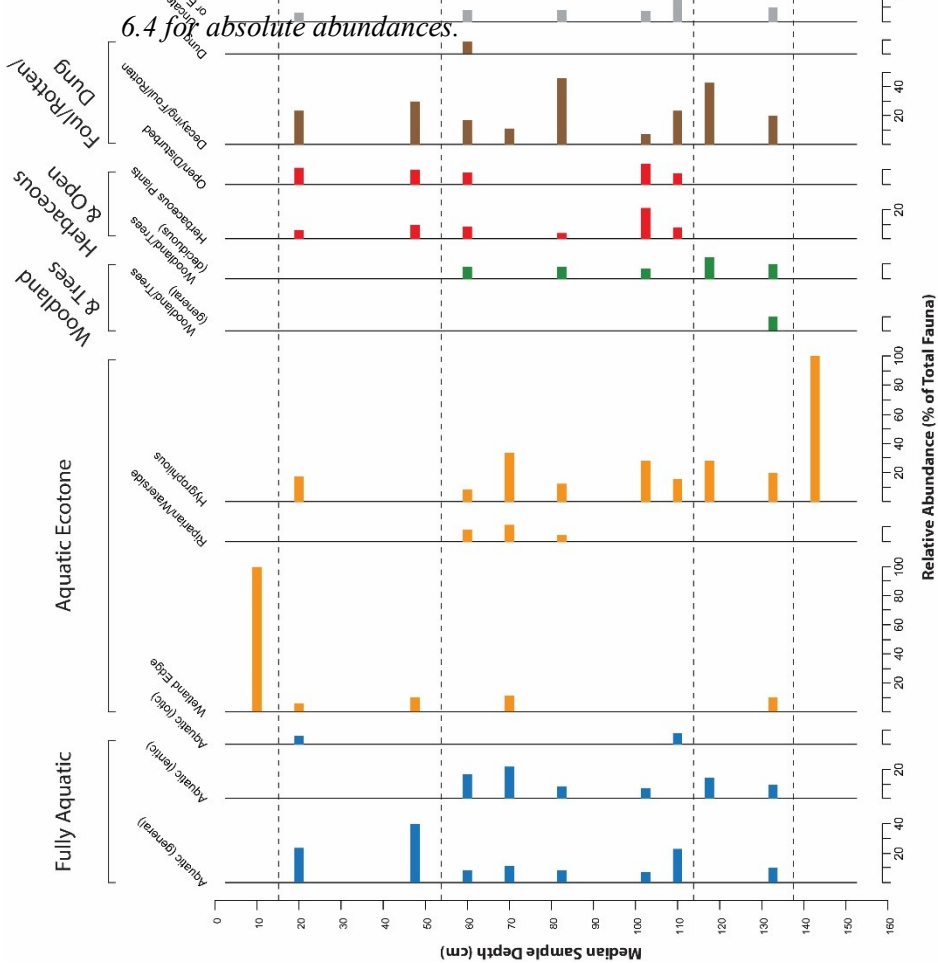 6.4 for absolute abundances.
Fully Aquatic
Aquatic Ecotone
Woodland
& Trees
Herbaceous
& Open
Foul/Rotten/
Dung
Aquatic (general)
Aquatic (lentic)
Aquatic (lotic)
Wetland Edge
Riparian/Waterside
Hygrophilous
Woodland/Trees
(general)
Woodland/Trees
(deciduous)
Herbaceous Plants
Open/Disturbed
Decaying/Foul/Rotten
Dung
or
Median Sample Depth (cm)
0
10
20
30
40
50
60
70
80
90
100
110
120
130
140
150
160
20
40
20
20
40
60
80
100
20
40
60
80
100
20
20
40
Relative Abundance (% of Total Fauna)